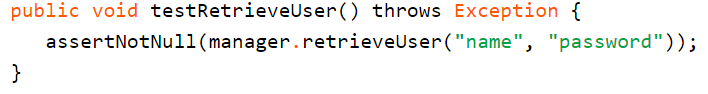 public void testRetrieveUser() throws Exception {
   assertNotNull(manager.retrieveUser("name", "password"));
}